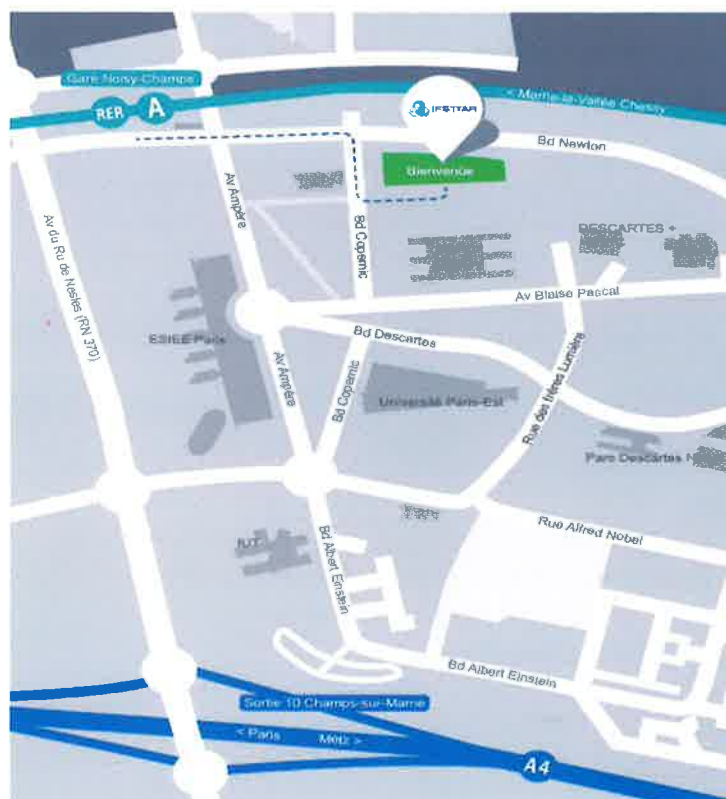 Gare Noisy-Champs
RER A
IFSTTAR
< Marne-la-Vallée Chessy
Bd Newton
Bienvenue
Av Ampère
Bd Copernic
DESCARTES +
Av du Ru de Nesles (RN 370)
Av Blaise Pascal
ESIEE Paris
Bd Descartes
Av Ampère
Bd Copernic
Rue des frères Lumière
Université Paris-Est
Parc Descartes
Rue Alfred Nobel
IUT
Bd Albert Einstein
Bd Albert Einstein
Sortie 10 Champs-sur-Marne
< Paris
Metz >
A4